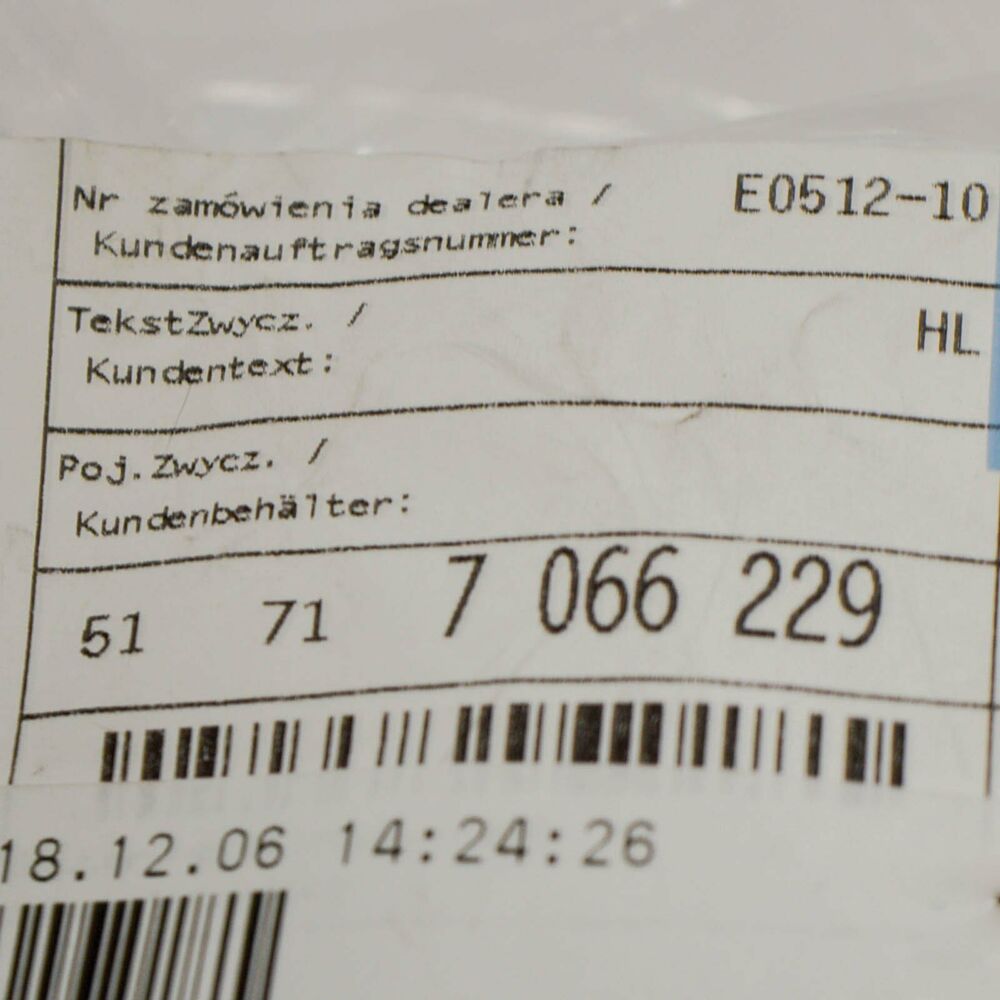 Nr zamówienia dealera / E0512-10
Kundenauftragsnummer:
TekstZwycz. / HL
Kundentext:
Poj.Zwycz. /
Kundenbehälter:
51 71 7 066 229
18.12.06 14:24:26